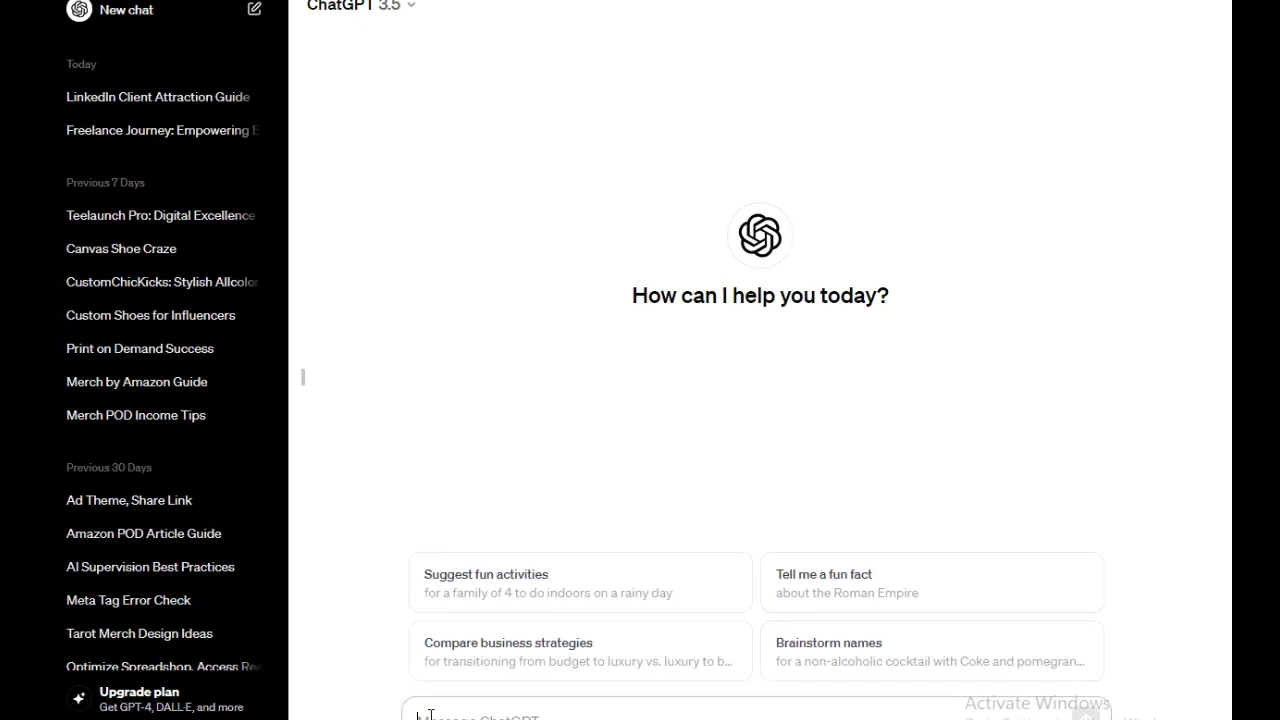 New chat
Today
LinkedIn Client Attraction Guide
Freelance Journey: Empowering E
Previous 7 Days
Teelaunch Pro: Digital Excellence
Canvas Shoe Craze
CustomChicKicks: Stylish Allcolor
Custom Shoes for Influencers
Print on Demand Success
Merch by Amazon Guide
Merch POD Income Tips
Previous 30 Days
Ad Theme, Share Link
Amazon POD Article Guide
AI Supervision Best Practices
Meta Tag Error Check
Tarot Merch Design Ideas
Optimize Spreadshop, Access Re
Upgrade plan
Get GPT-4, DALL·E, and more
ChatGPT 3.5
How can I help you today?
Suggest fun activities
for a family of 4 to do indoors on a rainy day
Tell me a fun fact
about the Roman Empire
Compare business strategies
for transitioning from budget to luxury vs. luxury to b...
Brainstorm names
for a non-alcoholic cocktail with Coke and pomegran...
Message ChatGPT
Activate Windows